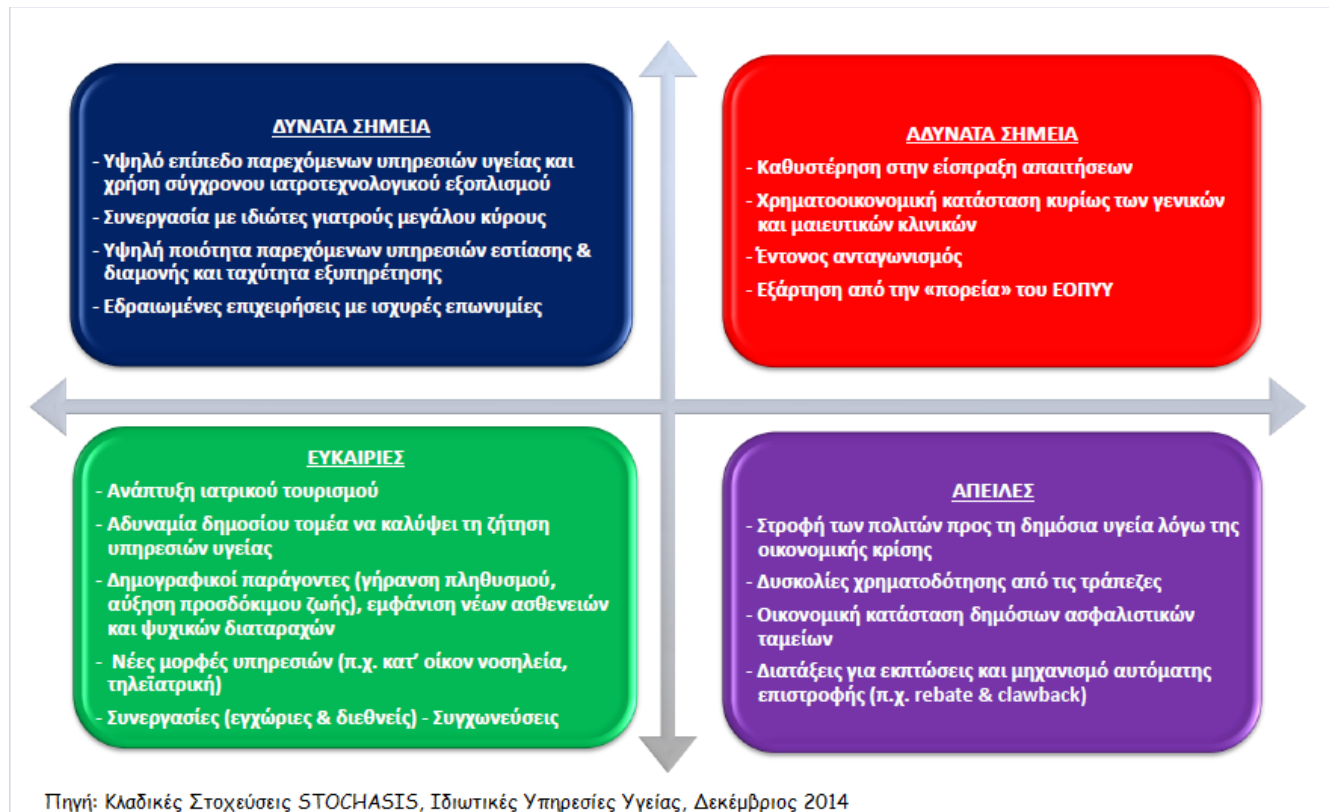 ΔΥΝΑΤΑ ΣΗΜΕΙΑ
- Υψηλό επίπεδο παρεχόμενων υπηρεσιών υγείας και
χρήση σύγχρονου ιατροτεχνολογικού εξοπλισμού
- Συνεργασία με ιδιώτες γιατρούς μεγάλου κύρους
- Υψηλή ποιότητα παρεχόμενων υπηρεσιών εστίασης &
διαμονής και ταχύτητα εξυπηρέτησης
- Εδραιωμένες επιχειρήσεις με ισχυρές επωνυμίες
ΑΔΥΝΑΤΑ ΣΗΜΕΙΑ
- Καθυστέρηση στην είσπραξη απαιτήσεων
- Χρηματοοικονομική κατάσταση κυρίως των γενικών
και μαιευτικών κλινικών
- Έντονος ανταγωνισμός
- Εξάρτηση από την «πορεία» του ΕΟΠΥΥ
ΕΥΚΑΙΡΙΕΣ
- Ανάπτυξη ιατρικού τουρισμού
- Αδυναμία δημοσίου τομέα να καλύψει τη ζήτηση
υπηρεσιών υγείας
- Δημογραφικοί παράγοντες (γήρανση πληθυσμού,
αύξηση προσδόκιμου ζωής), εμφάνιση νέων ασθενειών
και ψυχικών διαταραχών
- Νέες μορφές υπηρεσιών (π.χ. κατ’ οίκον νοσηλεία,
τηλεϊατρική)
- Συνεργασίες (εγχώριες & διεθνείς) - Συγχωνεύσεις
ΑΠΕΙΛΕΣ
- Στροφή των πολιτών προς τη δημόσια υγεία λόγω της
οικονομικής κρίσης
- Δυσκολίες χρηματοδότησης από τις τράπεζες
- Οικονομική κατάσταση δημόσιων ασφαλιστικών
ταμείων
- Διατάξεις για εκπτώσεις και μηχανισμό αυτόματης
επιστροφής (π.χ. rebate & clawback)
Πηγή: Κλαδικές Στοχεύσεις STOCHASIS, Ιδιωτικές Υπηρεσίες Υγείας, Δεκέμβριος 2014